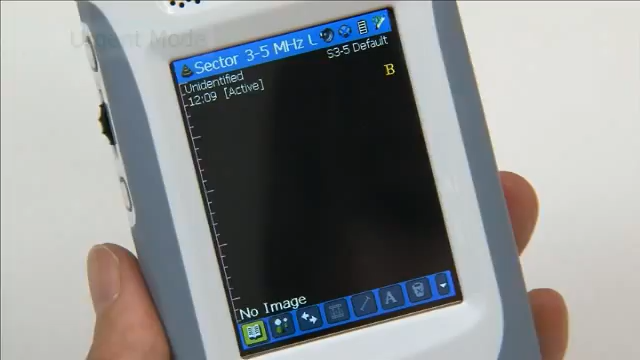 Urgent Mode
Sector 3-5 MHz L
S3-5 Default
Unidentified
12:09 [Active]
B
No Image
A